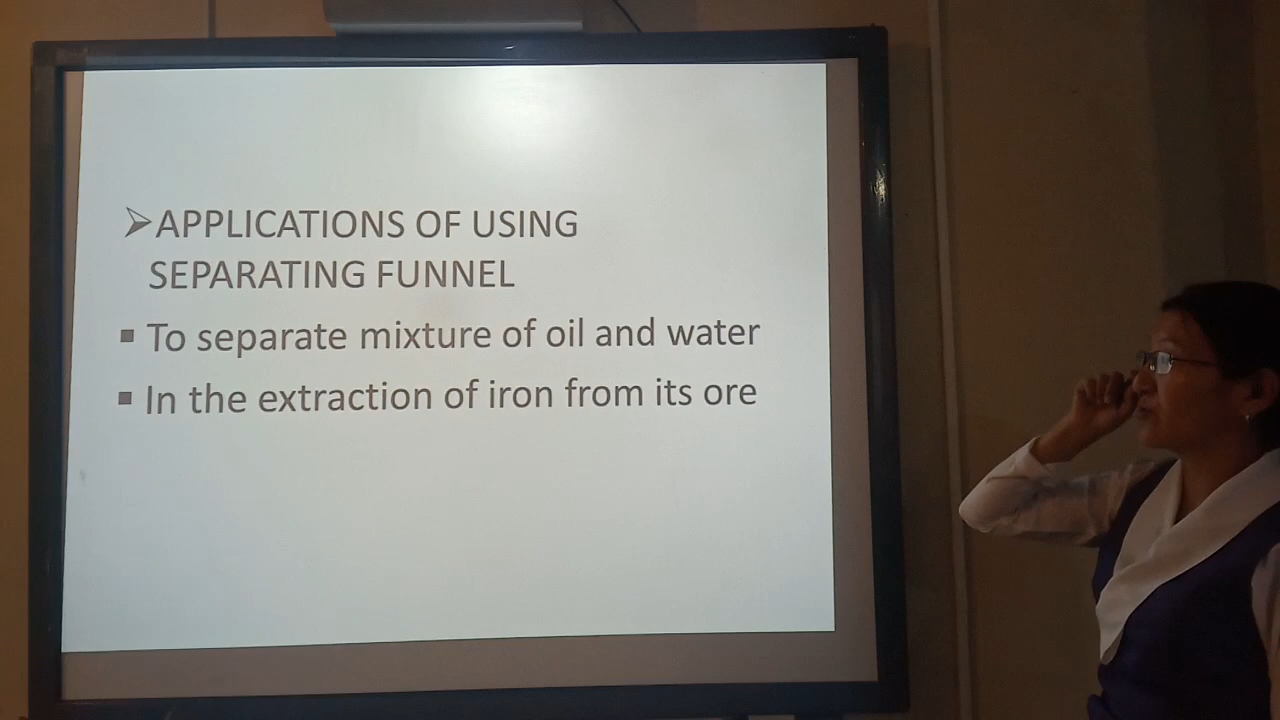 ➢APPLICATIONS OF USING
SEPARATING FUNNEL
▪ To separate mixture of oil and water
▪ In the extraction of iron from its ore